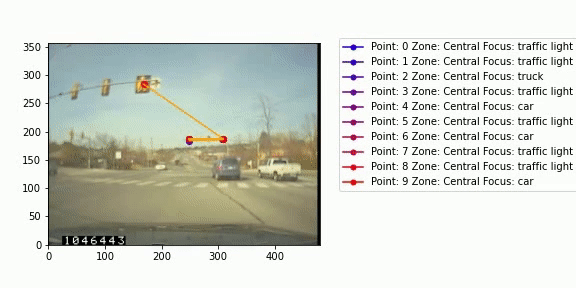 350
300
250
200
150
100
50
0
1046443
0 100 200 300 400
Point: 0 Zone: Central Focus: traffic light
Point: 1 Zone: Central Focus: traffic light
Point: 2 Zone: Central Focus: truck
Point: 3 Zone: Central Focus: traffic light
Point: 4 Zone: Central Focus: car
Point: 5 Zone: Central Focus: traffic light
Point: 6 Zone: Central Focus: car
Point: 7 Zone: Central Focus: traffic light
Point: 8 Zone: Central Focus: traffic light
Point: 9 Zone: Central Focus: car